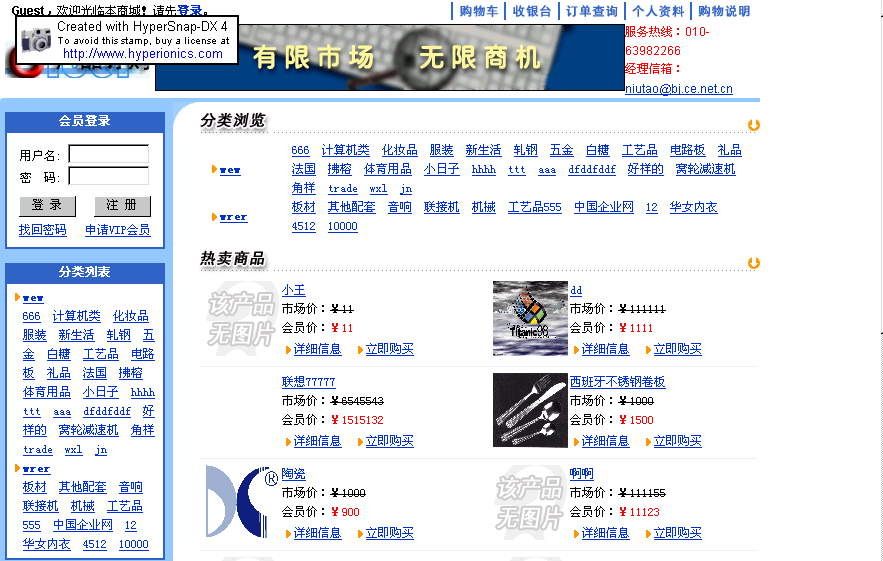 Guest，欢迎光临本商城！请先登录。
购物车 收银台 订单查询 个人资料 购物说明
Created with HyperSnap-DX 4
To avoid this stamp, buy a license at
http://www.hyperionics.com
有限市场 无限商机
服务热线：010-
63982266
经理信箱：
niutao@bj.ce.net.cn
会员登录
用户名:
密 码:
登 录 注 册
找回密码 申请VIP会员
分类列表
wew
666 计算机类 化妆品
服装 新生活 轧钢 五
金 白糖 工艺品 电路
板 礼品 法国 拂榕
体育用品 小日子 hhhh
ttt aaa dfddfddf 好
样的 窝轮减速机 角祥
trade wxl jn
wrer
板材 其他配套 音响
联接机 机械 工艺品
555 中国企业网 12
华女内衣 4512 10000
分类浏览
wew
666 计算机类 化妆品 服装 新生活 轧钢 五金 白糖 工艺品 电路板 礼品
法国 拂榕 体育用品 小日子 hhhh ttt aaa dfddfddf 好样的 窝轮减速机
角祥 trade wxl jn
wrer
板材 其他配套 音响 联接机 机械 工艺品555 中国企业网 12 华女内衣
4512 10000
热卖商品
该产品
无图片
小王
市场价：￥11
会员价：￥11
详细信息 立即购买
Titanic98
dd
市场价：￥111111
会员价：￥1111
详细信息 立即购买
联想77777
市场价：￥6545543
会员价：￥1515132
详细信息 立即购买
西班牙不锈钢卷板
市场价：￥1000
会员价：￥1500
详细信息 立即购买
陶瓷
市场价：￥1000
会员价：￥900
详细信息 立即购买
该产品
无图片
啊啊
市场价：￥111155
会员价：￥11123
详细信息 立即购买